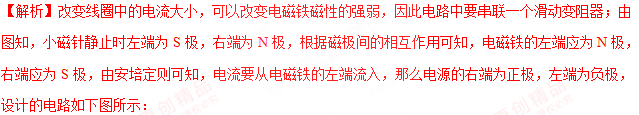 【解析】改变线圈中的电流大小，可以改变电磁铁磁性的强弱，因此电路中要串联一个滑动变阻器；由
图知，小磁针静止时左端为 S 极，右端为 N 极，根据磁极间的相互作用可知，电磁铁的左端应为 N 极，
右端应为 S 极，由安培定则可知，电流要从电磁铁的左端流入，那么电源的右端为正极，左端为负极，
设计的电路如下图所示：